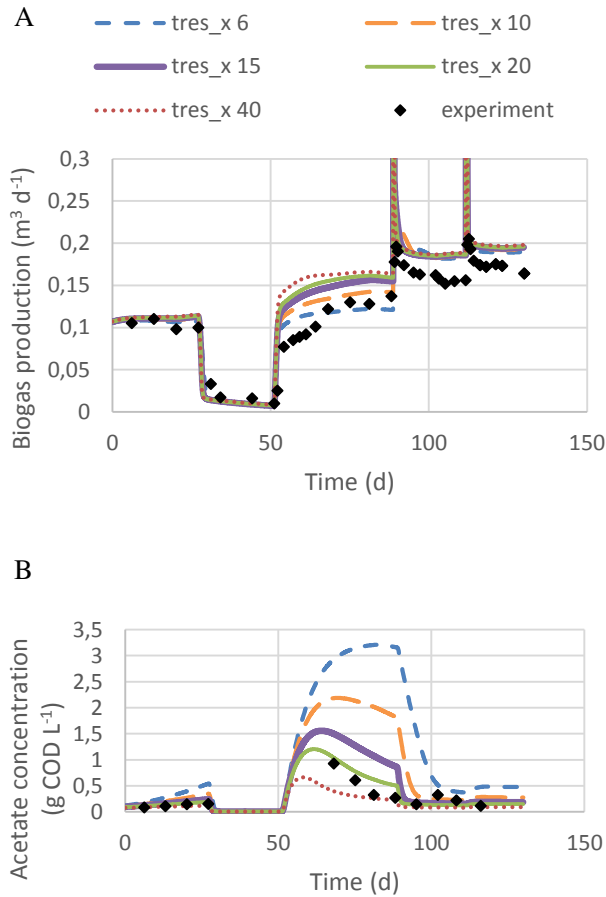 A
tres_x 6
tres_x 10
tres_x 15
tres_x 20
tres_x 40
experiment
Biogas production (m³ d⁻¹)
0,3
0,25
0,2
0,15
0,1
0,05
0
0 50 100 150
Time (d)
B
Acetate concentration
(g COD L⁻¹)
3,5
3
2,5
2
1,5
1
0,5
0
0 50 100 150
Time (d)